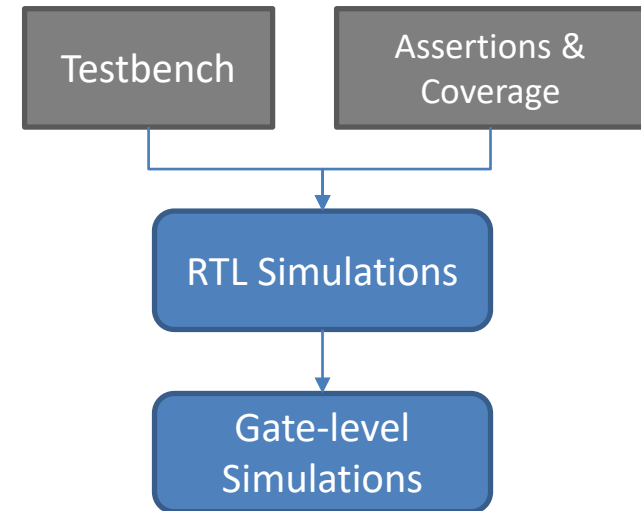 Testbench
Assertions &
Coverage
RTL Simulations
Gate-level
Simulations